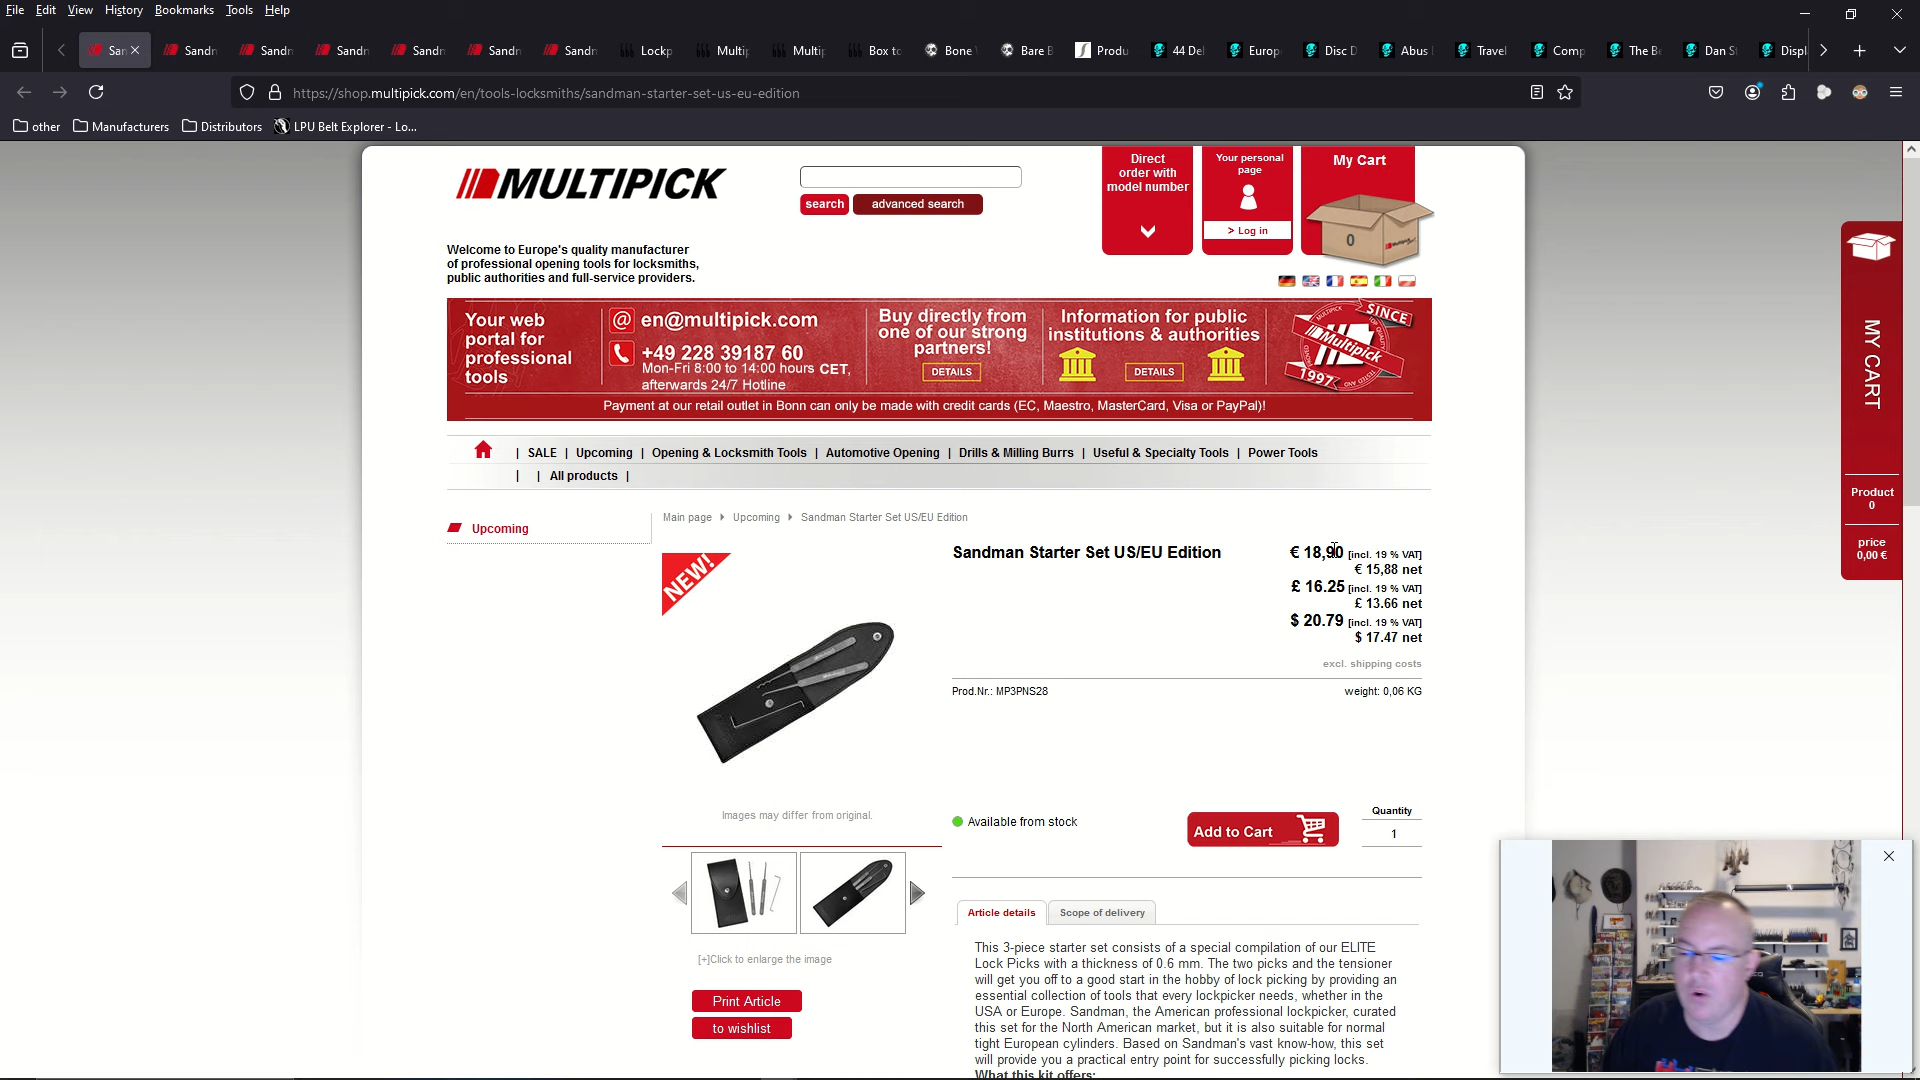 File Edit View History Bookmarks Tools Help
San Sandn Sandn Sandn Sandn Sandn Sandn Lockp Multip Multip Box to Bone Bare B Produ 44 Del Europ Disc D Abus Travel Comp The Be Dan St Displ
https://shop.multipick.com/en/tools-locksmiths/sandman-starter-set-us-eu-edition
other Manufacturers Distributors LPU Belt Explorer - Lo...
MULTIPICK
search advanced search
Direct
order with
model number
Your personal
page
> Log in
My Cart
0
Welcome to Europe's quality manufacturer
of professional opening tools for locksmiths,
public authorities and full-service providers.
Your web
portal for
professional
tools
@ en@multipick.com
+49 228 39187 60
Mon-Fri 8:00 to 14:00 hours CET,
afterwards 24/7 Hotline
Buy directly from
one of our strong
partners!
DETAILS
Information for public
institutions & authorities
DETAILS
SINCE
Multipick
1997
Payment at our retail outlet in Bonn can only be made with credit cards (EC, Maestro, MasterCard, Visa or PayPal)!
| SALE | Upcoming | Opening & Locksmith Tools | Automotive Opening | Drills & Milling Burrs | Useful & Specialty Tools | Power Tools
| | All products |
Upcoming
Main page Upcoming Sandman Starter Set US/EU Edition
NEW!
Sandman Starter Set US/EU Edition
€ 18,90 [incl. 19 % VAT]
€ 15,88 net
£ 16.25 [incl. 19 % VAT]
£ 13.66 net
$ 20.79 [incl. 19 % VAT]
$ 17.47 net
excl. shipping costs
Prod.Nr.: MP3PNS28 weight: 0,06 KG
Images may differ from original.
Available from stock
Add to Cart
Quantity
1
[+]Click to enlarge the image
Print Article
to wishlist
Article details Scope of delivery
This 3-piece starter set consists of a special compilation of our ELITE
Lock Picks with a thickness of 0.6 mm. The two picks and the tensioner
will get you off to a good start in the hobby of lock picking by providing an
essential collection of tools that every lockpicker needs, whether in the
USA or Europe. Sandman, the American professional lockpicker, curated
this set for the North American market, but it is also suitable for normal
tight European cylinders. Based on Sandman's vast know-how, this set
will provide you a practical entry point for successfully picking locks.
What this kit offers:
MY CART
Product
0
price
0,00 €